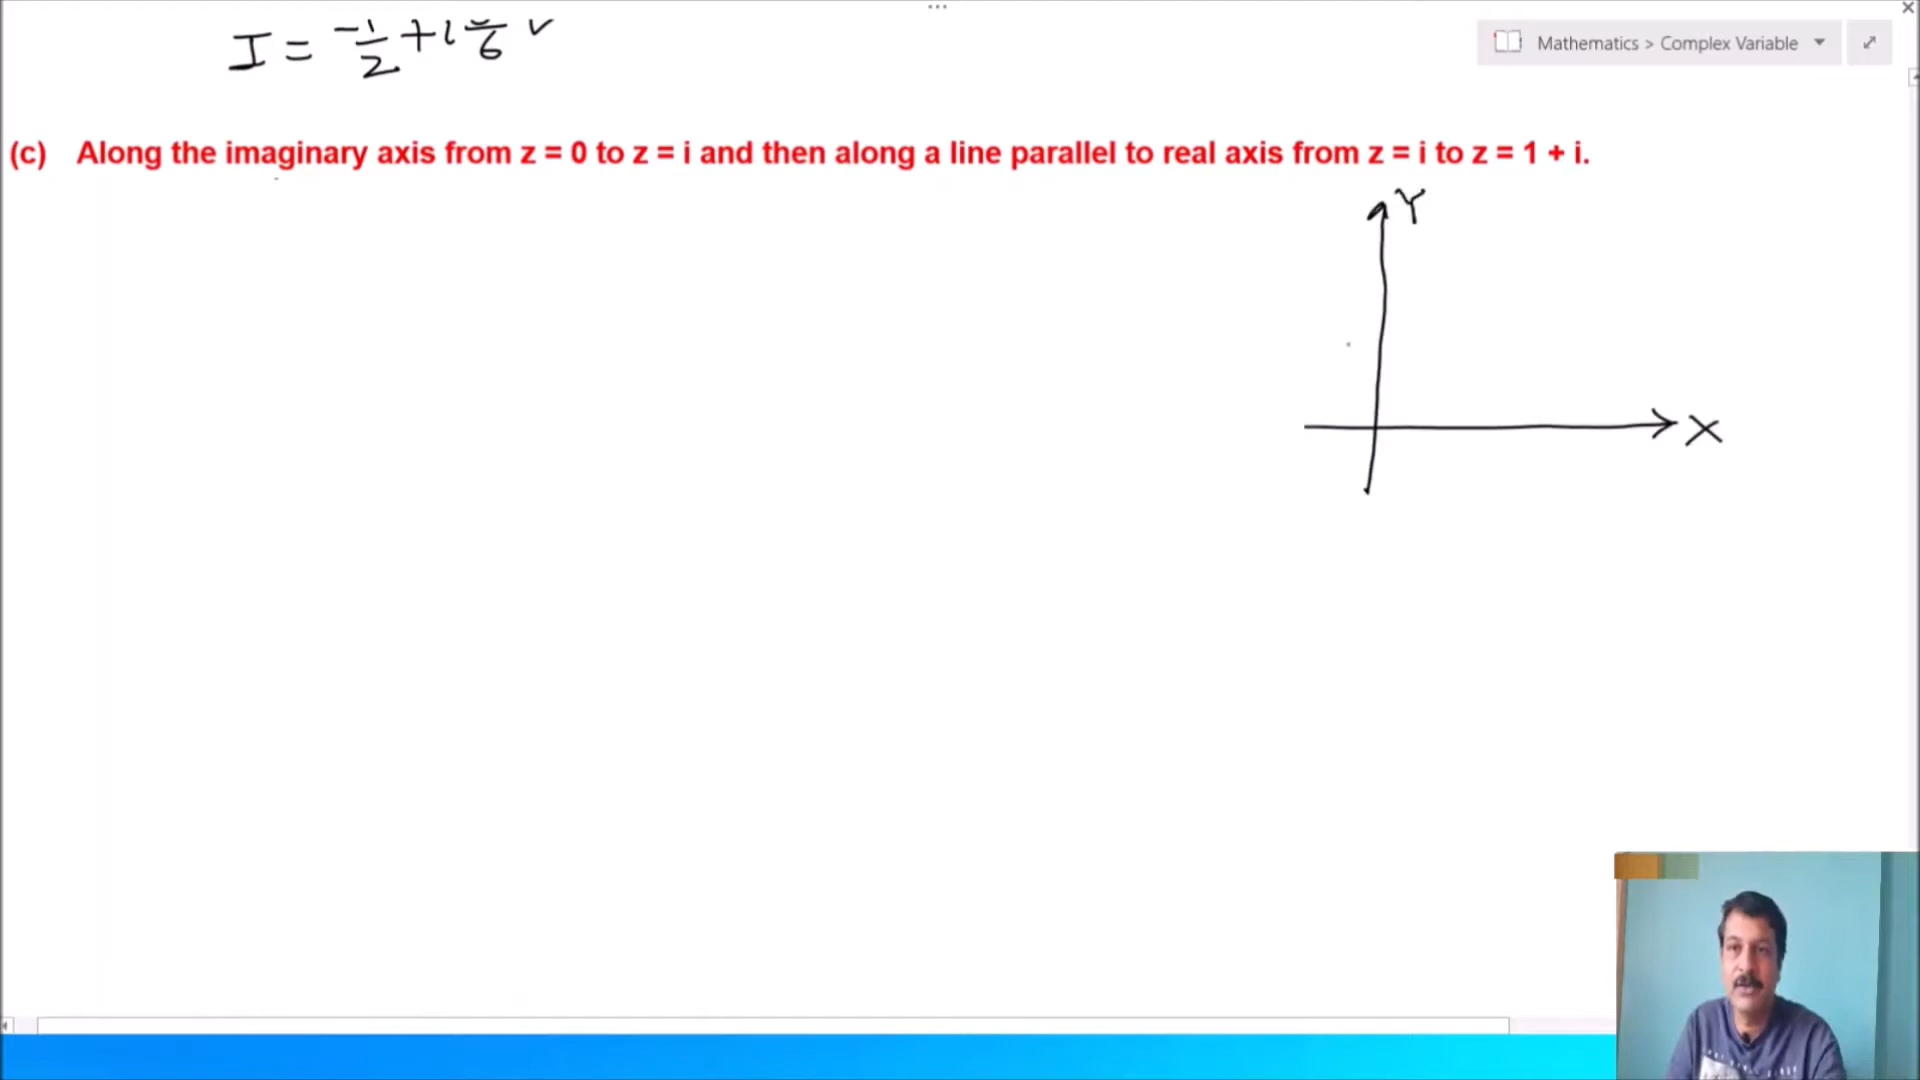 Mathematics > Complex Variable
I = -1/2 + i 6
(c) Along the imaginary axis from z = 0 to z = i and then along a line parallel to real axis from z = i to z = 1 + i.
Y
X